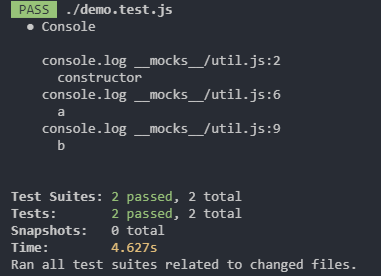 PASS ./demo.test.js
● Console
console.log __mocks__/util.js:2
constructor
console.log __mocks__/util.js:6
a
console.log __mocks__/util.js:9
b
Test Suites: 2 passed, 2 total
Tests: 2 passed, 2 total
Snapshots: 0 total
Time: 4.627s
Ran all test suites related to changed files.